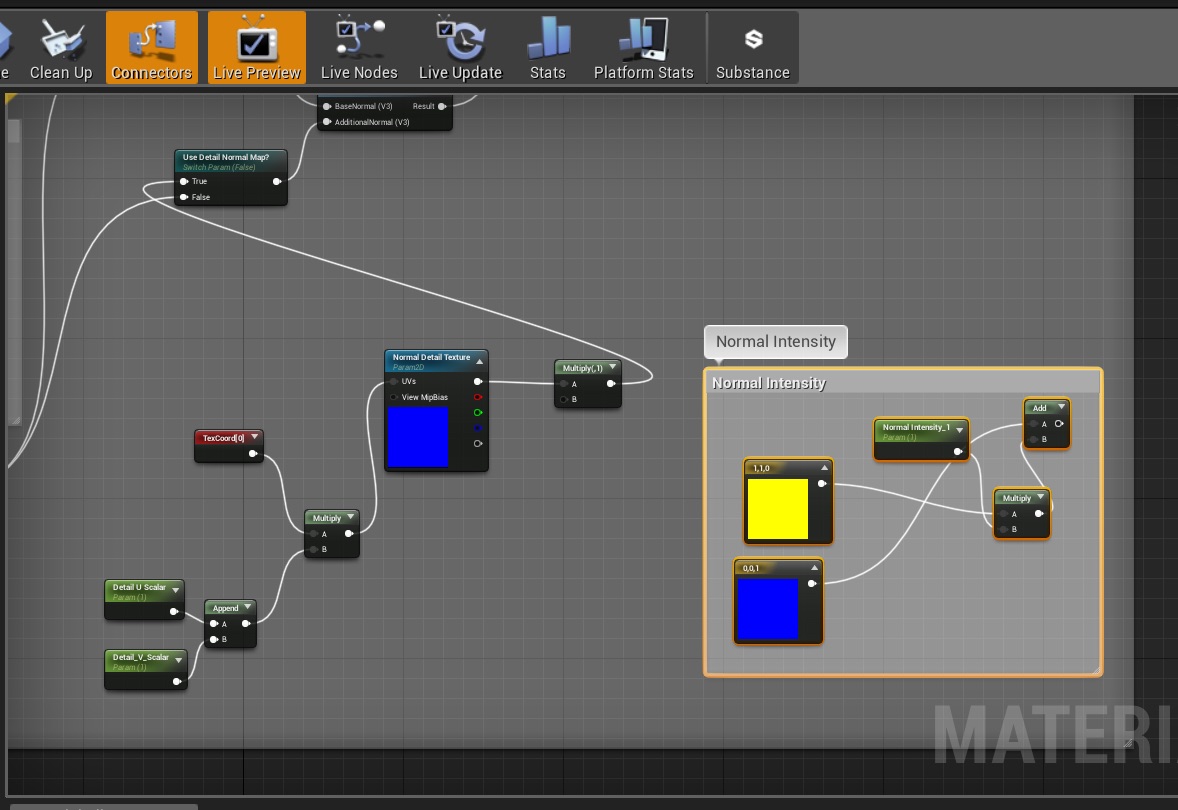 e
Clean Up
Connectors
Live Preview
Live Nodes
Live Update
Stats
Platform Stats
Substance
BaseNormal (V3) Result
AdditionalNormal (V3)
Use Detail Normal Map?
Switch Param (False)
True
False
Normal Intensity
Normal Intensity
Normal Detail Texture
Param2D
UVs
View MipBias
Multiply(,1)
A
B
Add
A
B
Normal Intensity_1
Param (1)
1,1,0
Multiply
A
B
0,0,1
TexCoord[0]
Multiply
A
B
Detail U Scalar
Param (1)
Append
A
B
Detail_V_Scalar
Param (1)
MATERI